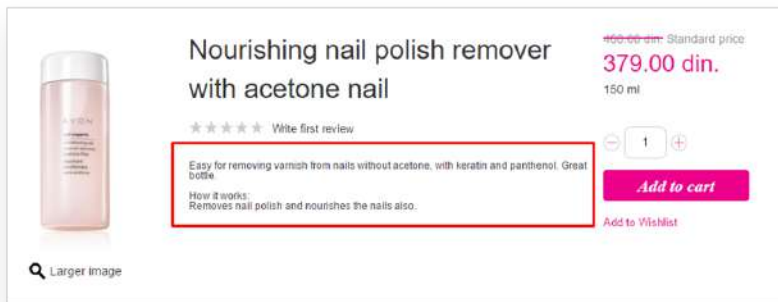 Nourishing nail polish remover
with acetone nail
Write first review
Easy for removing varnish from nails without acetone, with keratin and panthenol. Great
bottle.
How it works:
Removes nail polish and nourishes the nails also.
Standard price
379.00 din.
150 ml
1
Add to cart
Add to Wishlist
AVON
Larger image